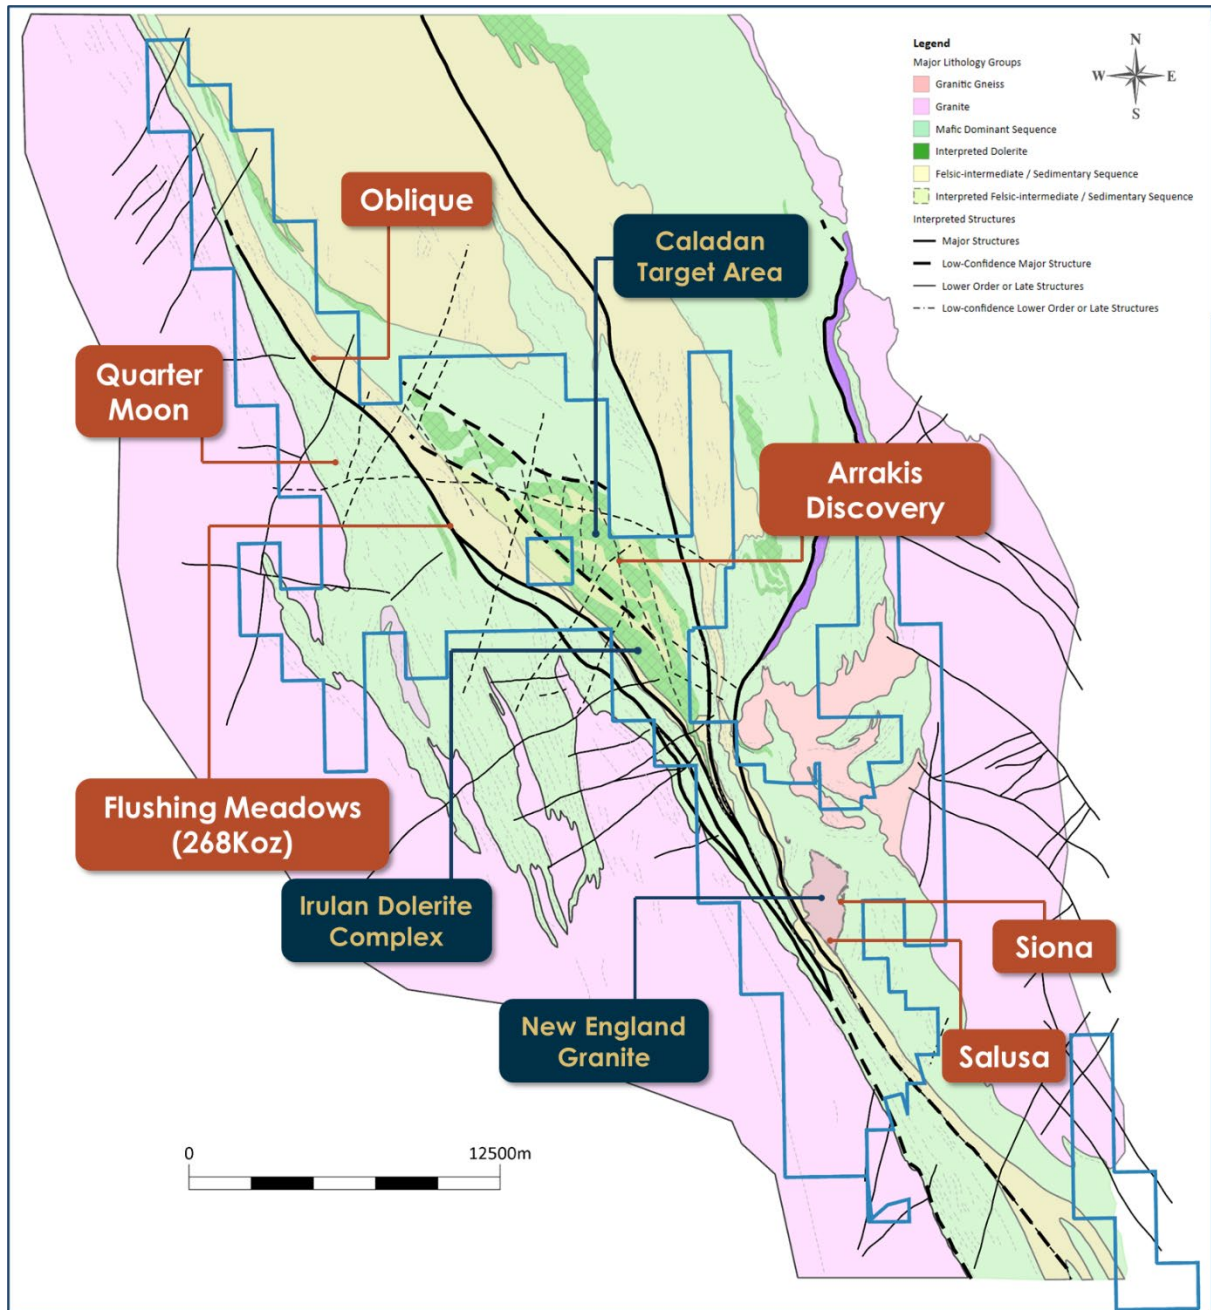 Legend
Major Lithology Groups
Granitic Gneiss
Granite
Mafic Dominant Sequence
Interpreted Dolerite
Felsic-intermediate / Sedimentary Sequence
Interpreted Felsic-intermediate / Sedimentary Sequence
Interpreted Structures
Major Structures
Low-Confidence Major Structure
Lower Order or Late Structures
Low-confidence Lower Order or Late Structures
N
W
E
S
Oblique
Caladan
Target Area
Quarter
Moon
Arrakis
Discovery
Flushing Meadows
(268Koz)
Irulan Dolerite
Complex
Siona
New England
Granite
Salusa
0
12500m